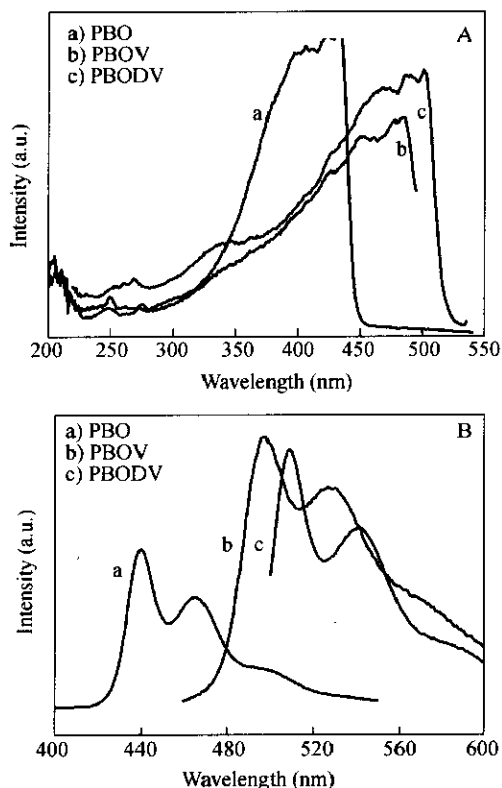 a) PBO
b) PBOV
c) PBODV
A
a
c
b
Intensity (a.u.)
200 250 300 350 400 450 500 550
Wavelength (nm)
a) PBO
b) PBOV
c) PBODV
B
b
c
a
Intensity (a.u.)
400 440 480 520 560 600
Wavelength (nm)